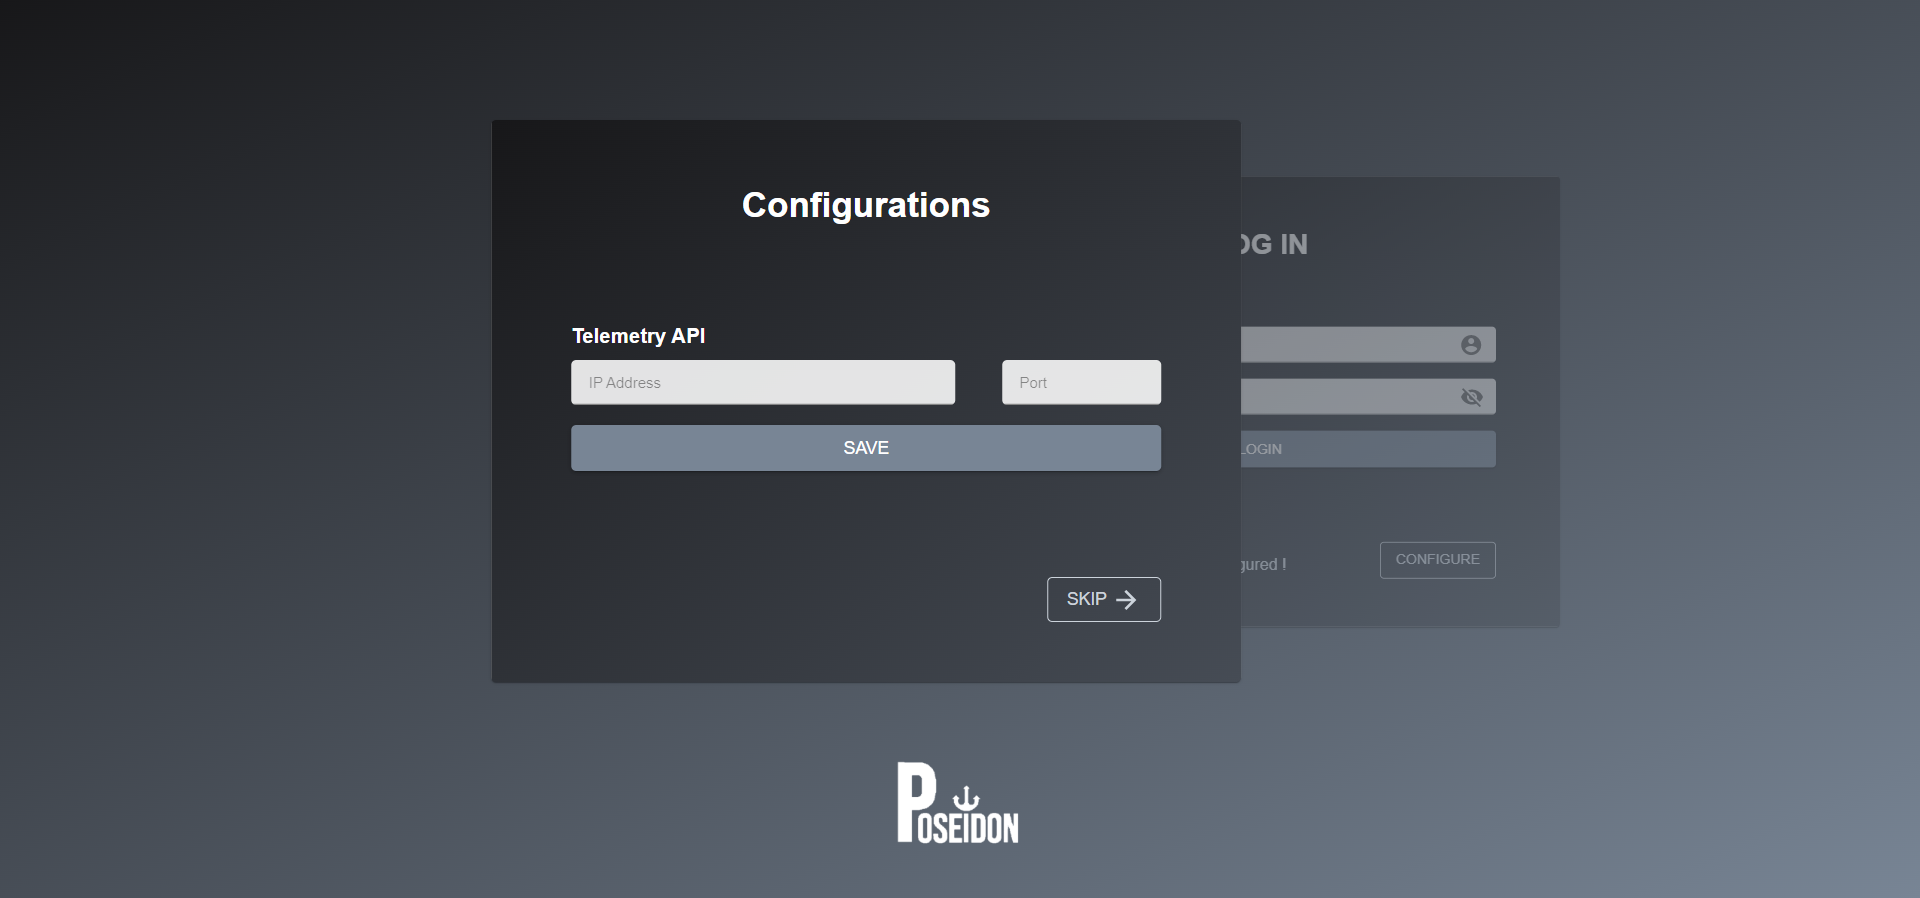 Configurations
OG IN
Telemetry API
IP Address
Port
SAVE
LOGIN
gured !
CONFIGURE
SKIP
POSEIDON